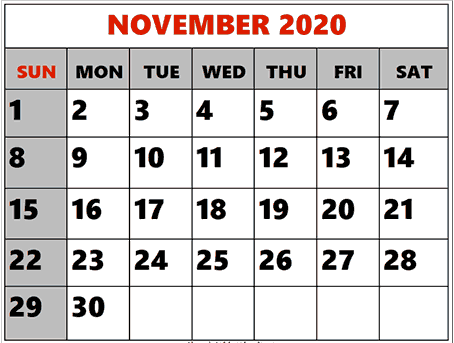 NOVEMBER 2020
SUN MON TUE WED THU FRI SAT
1 2 3 4 5 6 7
8 9 10 11 12 13 14
15 16 17 18 19 20 21
22 23 24 25 26 27 28
29 30